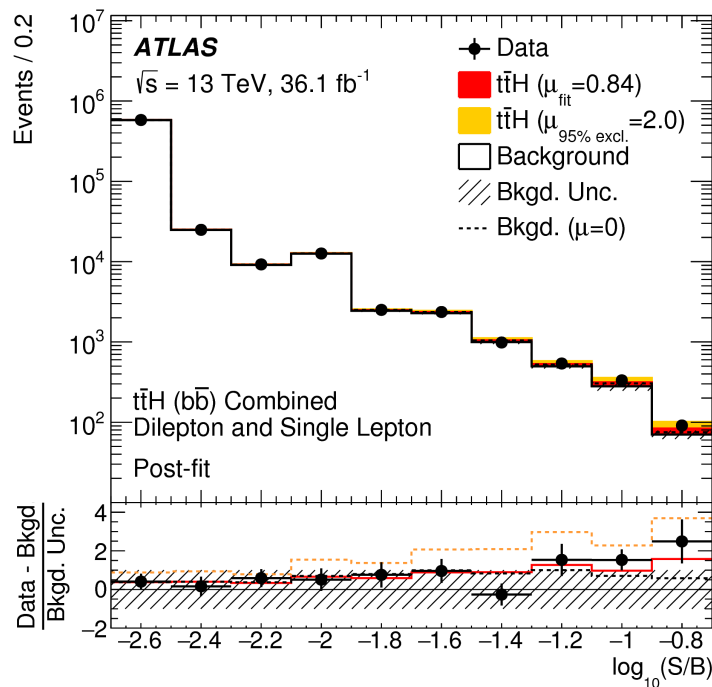 ATLAS
√s = 13 TeV, 36.1 fb⁻¹
Data
tt̄H (μ_fit=0.84)
tt̄H (μ_95% excl.=2.0)
Background
Bkgd. Unc.
Bkgd. (μ=0)
tt̄H (bb̄) Combined
Dilepton and Single Lepton
Post-fit
Events / 0.2
10⁷
10⁶
10⁵
10⁴
10³
10²
Data - Bkgd
Bkgd. Unc.
4
2
0
−2
−2.6 −2.4 −2.2 −2 −1.8 −1.6 −1.4 −1.2 −1 −0.8
log₁₀(S/B)